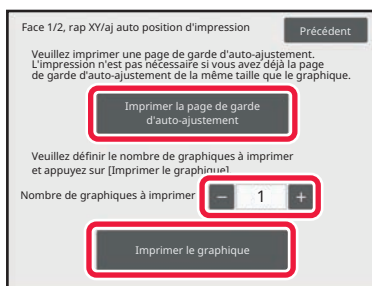 Face 1/2, rap XY/aj auto position d'impression
Précédent
Veuillez imprimer une page de garde d'auto-ajustement.
L'impression n'est pas nécessaire si vous avez déjà la page
de garde d'auto-ajustement de la même taille que le graphique.
Imprimer la page de garde
d'auto-ajustement
Veuillez définir le nombre de graphiques à imprimer
et appuyez sur [Imprimer le graphique]
Nombre de graphiques à imprimer − 1 +
Imprimer le graphique